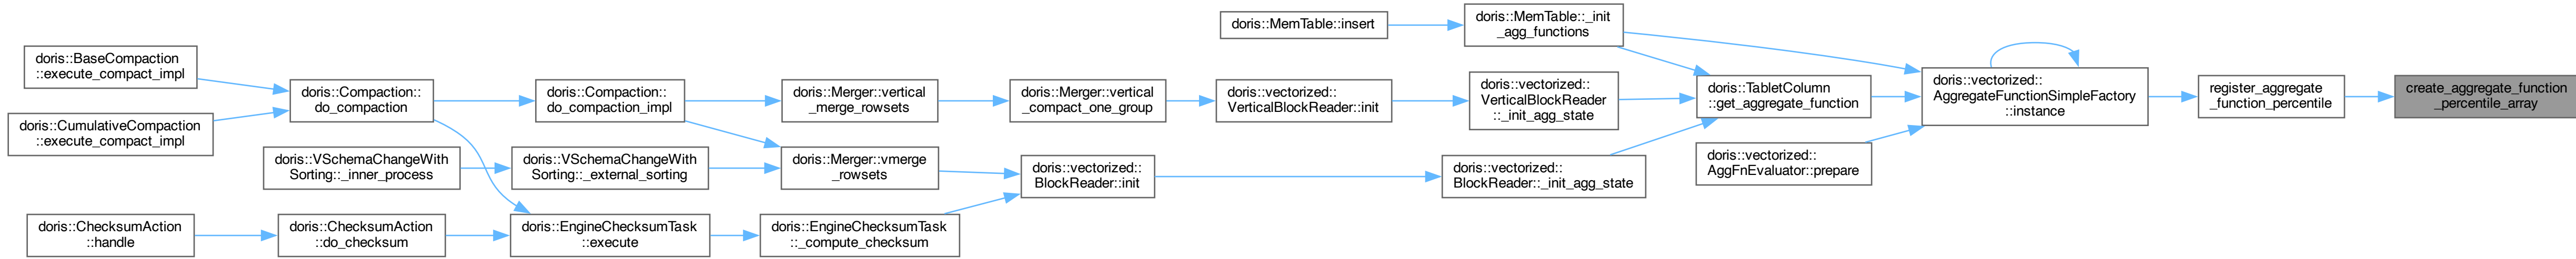 doris::BaseCompaction
::execute_compact_impl
doris::CumulativeCompaction
::execute_compact_impl
doris::Compaction::
do_compaction
doris::VSchemaChangeWith
Sorting::_inner_process
doris::ChecksumAction
::handle
doris::ChecksumAction
::do_checksum
doris::Compaction::
do_compaction_impl
doris::VSchemaChangeWith
Sorting::_external_sorting
doris::EngineChecksumTask
::execute
doris::Merger::vertical
_merge_rowsets
doris::Merger::vmerge
_rowsets
doris::EngineChecksumTask
::_compute_checksum
doris::Merger::vertical
_compact_one_group
doris::vectorized::
BlockReader::init
doris::MemTable::insert
doris::vectorized::
VerticalBlockReader::init
doris::MemTable::_init
_agg_functions
doris::vectorized::
VerticalBlockReader
::_init_agg_state
doris::vectorized::
BlockReader::_init_agg_state
doris::TabletColumn
::get_aggregate_function
doris::vectorized::
AggFnEvaluator::prepare
doris::vectorized::
AggregateFunctionSimpleFactory
::instance
register_aggregate
_function_percentile
create_aggregate_function
_percentile_array